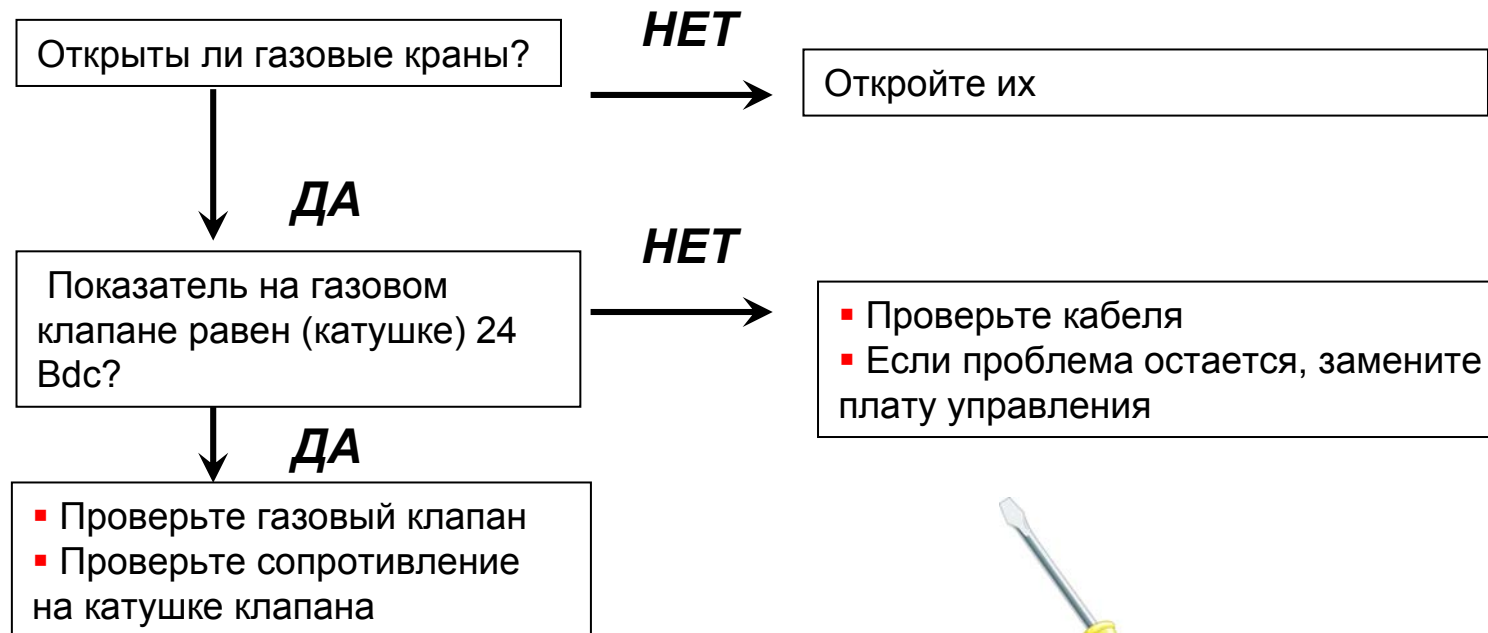 Открыты ли газовые краны?
НЕТ
Откройте их
ДА
Показатель на газовом
клапане равен (катушке) 24
Bdc?
НЕТ
▪ Проверьте кабеля
▪ Если проблема остается, замените
плату управления
ДА
▪ Проверьте газовый клапан
▪ Проверьте сопротивление
на катушке клапана